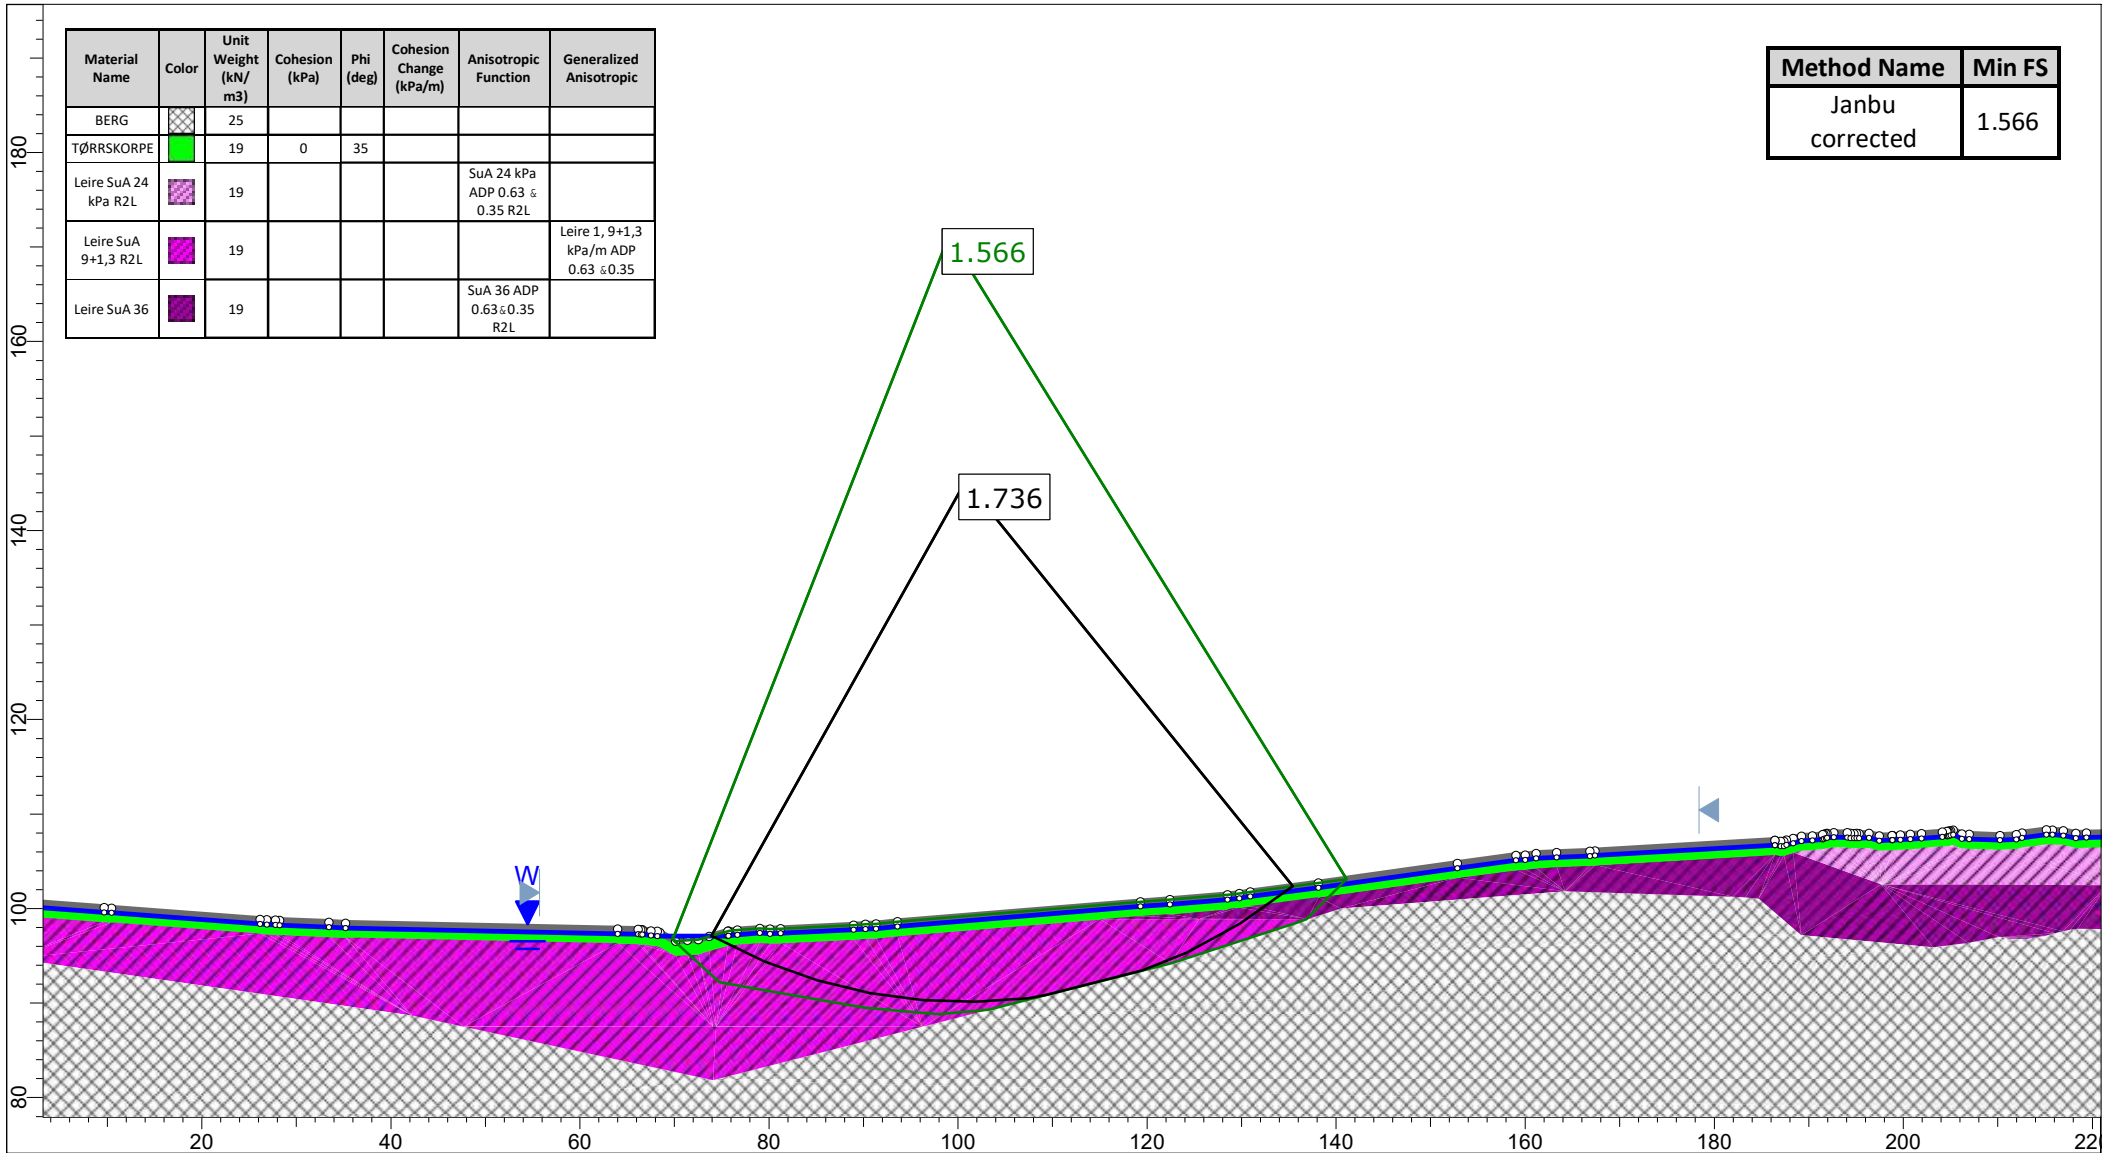 Material Name
Color
Unit Weight (kN/ m3)
Cohesion (kPa)
Phi (deg)
Cohesion Change (kPa/m)
Anisotropic Function
Generalized Anisotropic
BERG 25
TØRRSKORPE 19 0 35
Leire SuA 24 kPa R2L 19 SuA 24 kPa ADP 0.63 & 0.35 R2L
Leire SuA 9+1,3 R2L 19 Leire 1, 9+1,3 kPa/m ADP 0.63 &0.35
Leire SuA 36 19 SuA 36 ADP 0.63&0.35 R2L
Method Name Min FS
Janbu corrected 1.566
1.566
1.736
W
180
160
140
120
100
80
20 40 60 80 100 120 140 160 180 200 22